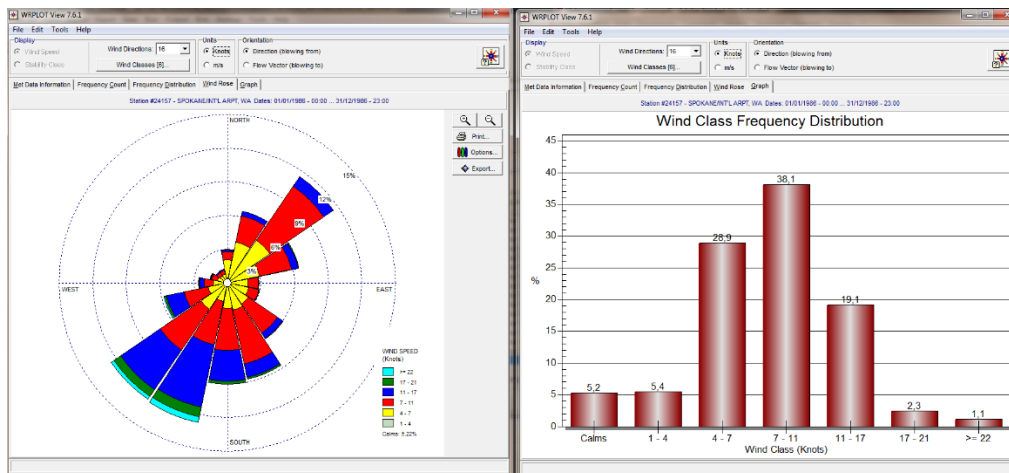 WRPLOT View 7.6.1
File Edit Tools Help
Display
Wind Speed
Stability Class
Wind Directions: 16
Wind Classes [6]...
Units
Knots
m/s
Orientation
Direction (blowing from)
Flow Vector (blowing to)
Met Data Information
Frequency Count
Frequency Distribution
Wind Rose
Graph
Station #24157 - SPOKANE/INT'L ARPT, WA Dates: 01/01/1986 - 00:00 ... 31/12/1986 - 23:00
NORTH
Print...
Options...
Export...
15%
12%
9%
6%
3%
WEST
EAST
SOUTH
WIND SPEED
(Knots)
>= 22
17 - 21
11 - 17
7 - 11
4 - 7
1 - 4
Calms: 5.22%
WRPLOT View 7.6.1
File Edit Tools Help
Display
Wind Speed
Stability Class
Wind Directions: 16
Wind Classes [6]...
Units
Knots
m/s
Orientation
Direction (blowing from)
Flow Vector (blowing to)
Met Data Information
Frequency Count
Frequency Distribution
Wind Rose
Graph
Station #24157 - SPOKANE/INT'L ARPT, WA Dates: 01/01/1986 - 00:00 ... 31/12/1986 - 23:00
Wind Class Frequency Distribution
45
40
35
30
25
20
15
10
5
0
%
5,2
5,4
28,9
38,1
19,1
2,3
1,1
Calms
1 - 4
4 - 7
7 - 11
11 - 17
17 - 21
>= 22
Wind Class (Knots)